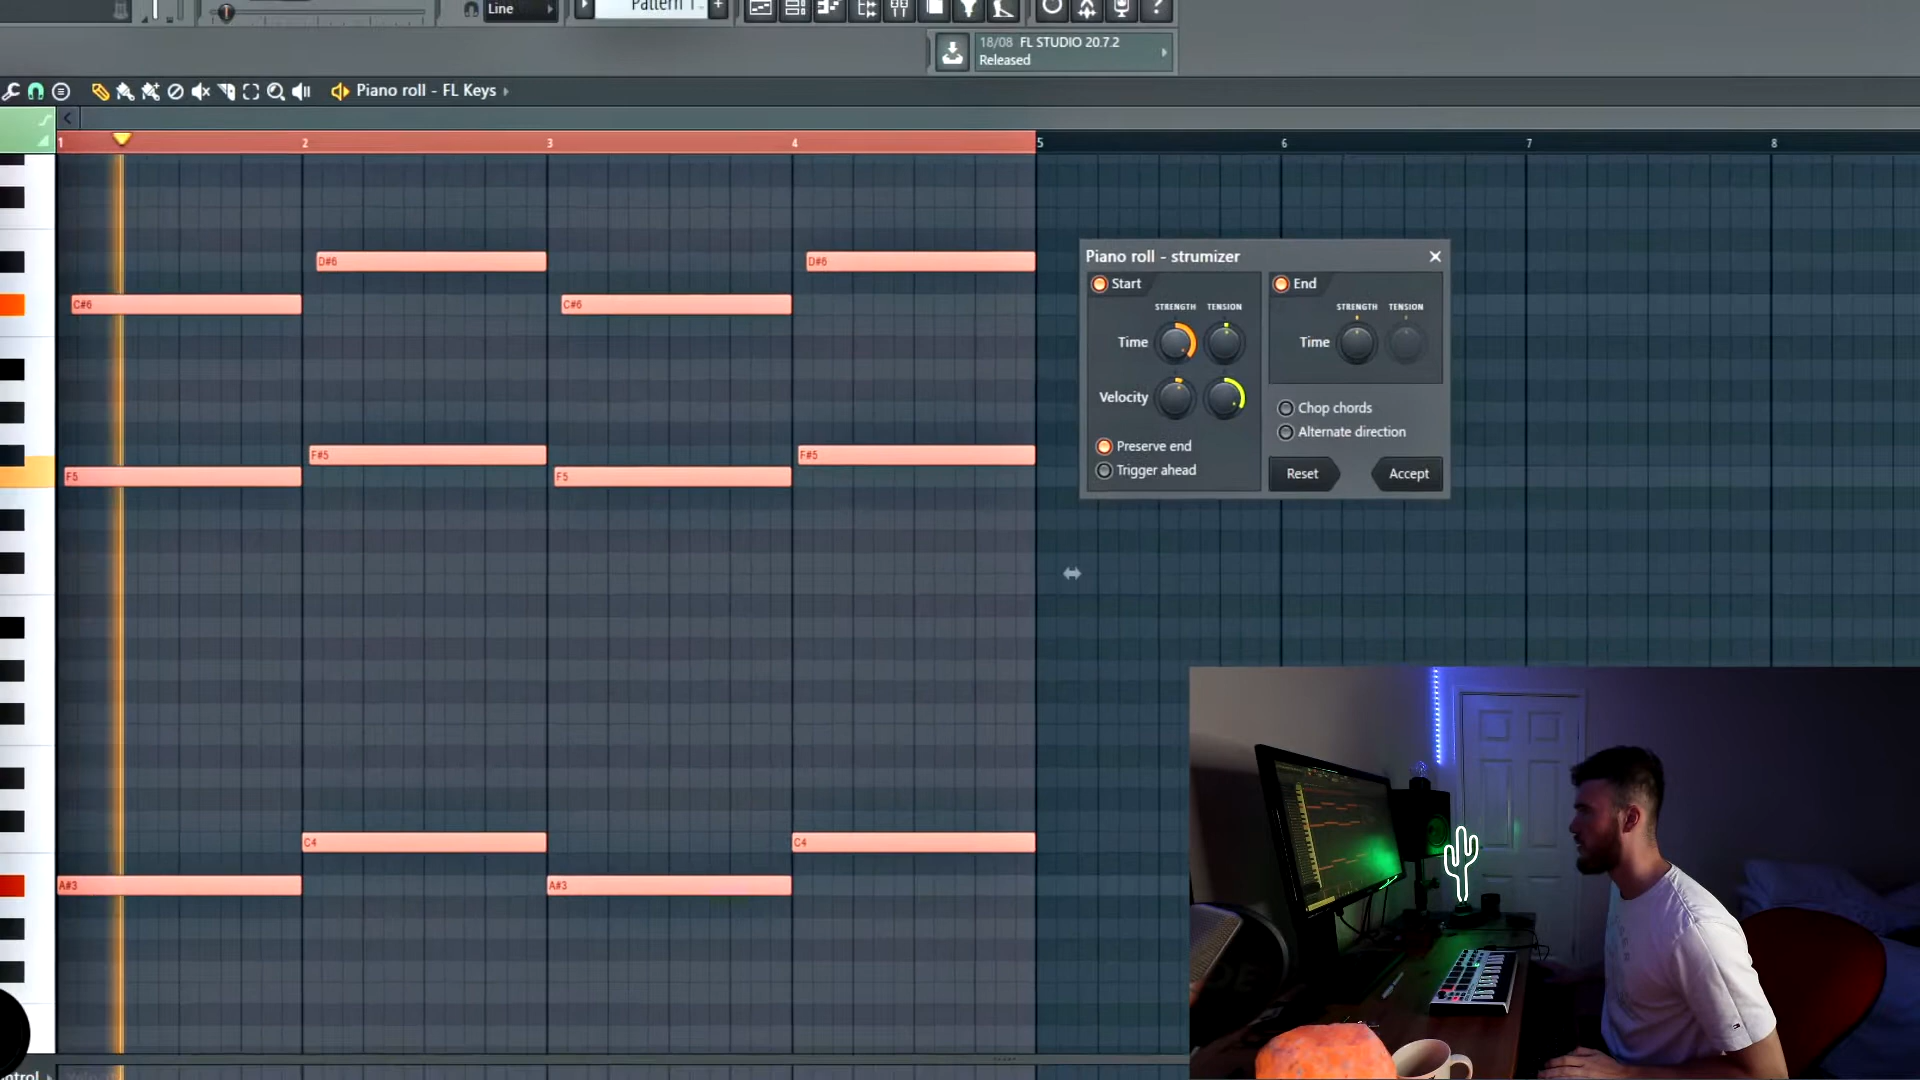 Line
Pattern 1
18/08 FL STUDIO 20.7.2
Released
Piano roll - FL Keys
1 2 3 4 5 6 7 8
D#6 D#6
C#6 C#6
F#5 F#5
F5 F5
C4 C4
A#3 A#3
Piano roll - strumizer
Start
STRENGTH TENSION
Time
Velocity
Preserve end
Trigger ahead
End
STRENGTH TENSION
Time
Chop chords
Alternate direction
Reset
Accept